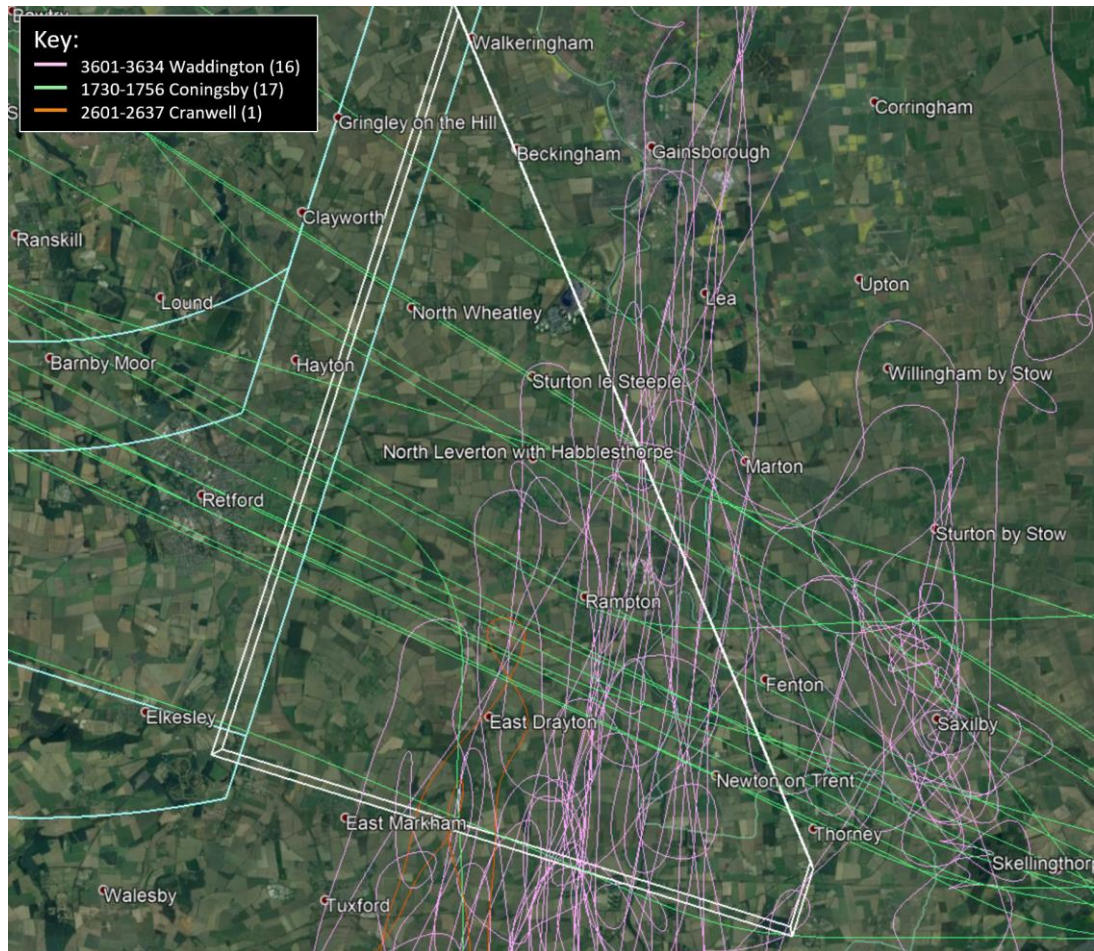 Bawtry
Key:
3601-3634 Waddington (16)
1730-1756 Coningsby (17)
2601-2637 Cranwell (1)
Walkeringham
Corringham
Gringley on the Hill
Beckingham
Gainsborough
Clayworth
Ranskill
Upton
Lound
Lea
North Wheatley
Barnby Moor
Hayton
Willingham by Stow
Sturton le Steeple
North Leverton with Habblesthorpe
Marton
Retford
Sturton by Stow
Rampton
Fenton
Elkesley
East Drayton
Saxilby
Newton on Trent
East Markham
Thorney
Skellingthorp
Walesby
Tuxford